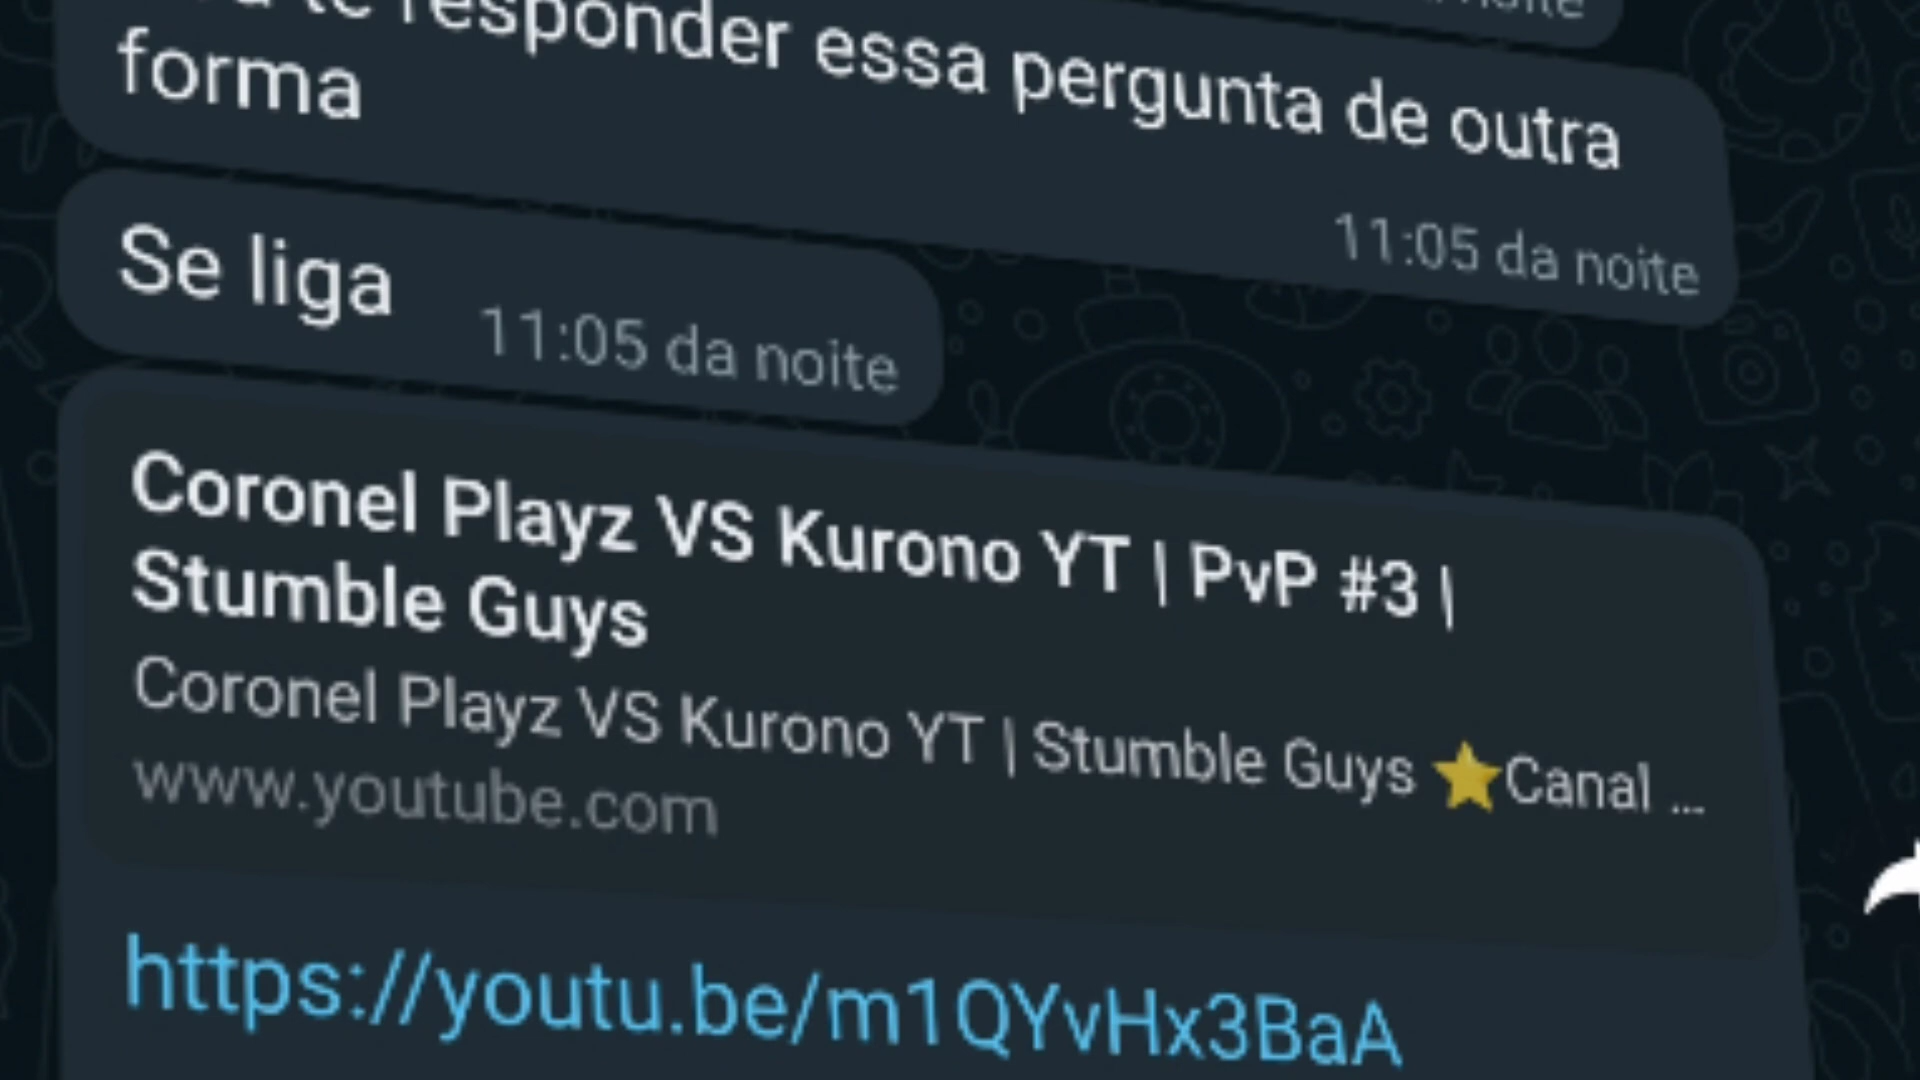 noite
te responder essa pergunta de outra
forma
11:05 da noite
Se liga
11:05 da noite
Coronel Playz VS Kurono YT | PvP #3 |
Stumble Guys
Coronel Playz VS Kurono YT | Stumble Guys ⭐Canal ...
www.youtube.com
https://youtu.be/m1QYvHx3BaA